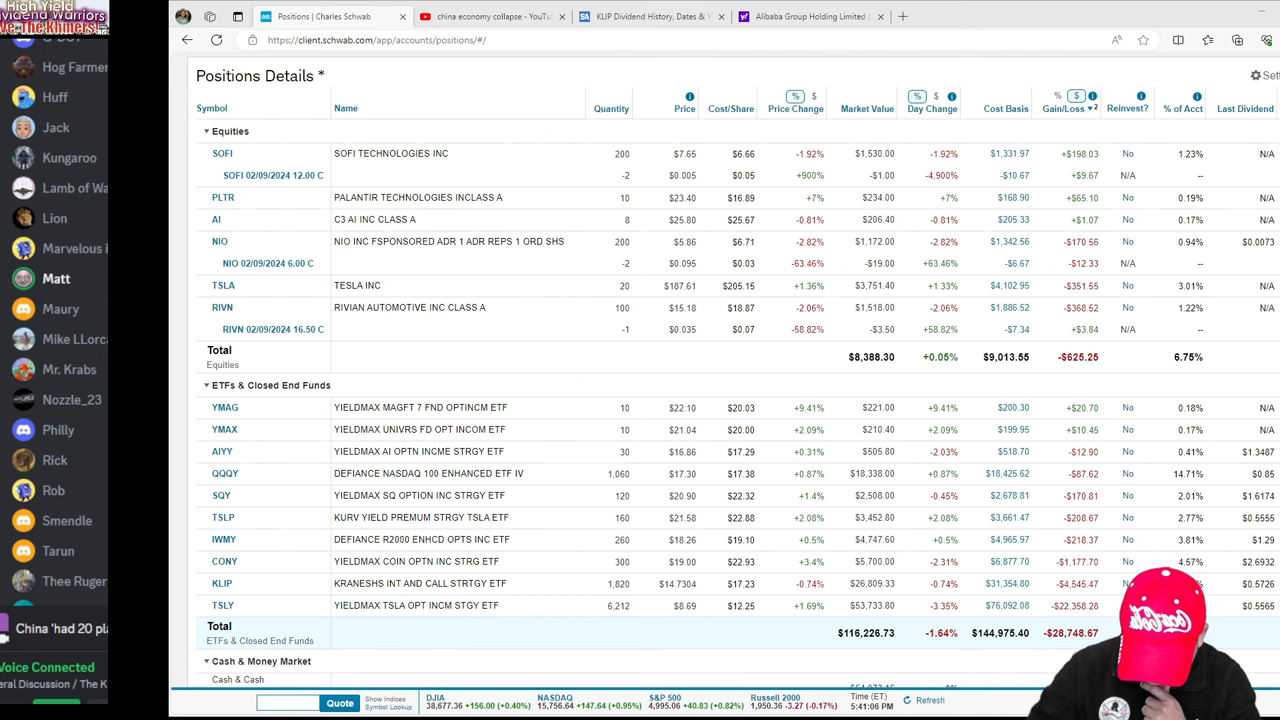 High Yield
Dividend Warriors
Hog Farmer
Huff
Jack
Kungaroo
Lamb of Wa
Lion
Marvelous i
Matt
Maury
Mike LLorc
Mr. Krabs
Nozzle_23
Philly
Rick
Rob
Smendle
Tarun
Thee Ruger
China 'had 20 pla
Voice Connected
eral Discussion / The K
Positions | Charles Schwab
china economy collapse - YouTu
KLIP Dividend History, Dates & Y
Alibaba Group Holding Limited (
https://client.schwab.com/app/accounts/positions/#/
Positions Details *
Symbol Name Quantity Price Cost/Share % $ Price Change Market Value % $ Day Change Cost Basis % $ Gain/Loss 2 Reinvest? % of Acct Last Dividend
Equities
SOFI SOFI TECHNOLOGIES INC 200 $7.65 $6.66 -1.92% $1,530.00 -1.92% $1,331.97 +$198.03 No 1.23% N/A
SOFI 02/09/2024 12.00 C -2 $0.005 $0.05 +900% -$1.00 -4,900% -$10.67 +$9.67 N/A --
PLTR PALANTIR TECHNOLOGIES INCLASS A 10 $23.40 $16.89 +7% $234.00 +7% $168.90 +$65.10 No 0.19% N/A
AI C3 AI INC CLASS A 8 $25.80 $25.67 -0.81% $206.40 -0.81% $205.33 +$1.07 No 0.17% N/A
NIO NIO INC FSPONSORED ADR 1 ADR REPS 1 ORD SHS 200 $5.86 $6.71 -2.82% $1,172.00 -2.82% $1,342.56 -$170.56 No 0.94% $0.0073
NIO 02/09/2024 6.00 C -2 $0.095 $0.03 -63.46% -$19.00 +63.46% -$6.67 -$12.33 N/A --
TSLA TESLA INC 20 $187.61 $205.15 +1.36% $3,751.40 +1.33% $4,102.95 -$351.55 No 3.01% N/A
RIVN RIVIAN AUTOMOTIVE INC CLASS A 100 $15.18 $18.87 -2.06% $1,518.00 -2.06% $1,886.52 -$368.52 No 1.22% N/A
RIVN 02/09/2024 16.50 C -1 $0.035 $0.07 -58.82% -$3.50 +58.82% -$7.34 +$3.84 N/A --
Total Equities $8,388.30 +0.05% $9,013.55 -$625.25 6.75%
ETFs & Closed End Funds
YMAG YIELDMAX MAGFT 7 FND OPTINCM ETF 10 $22.10 $20.03 +9.41% $221.00 +9.41% $200.30 +$20.70 No 0.18% N/A
YMAX YIELDMAX UNIVRS FD OPT INCOM ETF 10 $21.04 $20.00 +2.09% $210.40 +2.09% $199.95 +$10.45 No 0.17% N/A
AIYY YIELDMAX AI OPTN INCME STRGY ETF 30 $16.86 $17.29 +0.31% $505.80 -2.03% $518.70 -$12.90 No 0.41% $1.3487
QQQY DEFIANCE NASDAQ 100 ENHANCED ETF IV 1,060 $17.30 $17.38 +0.87% $18,338.00 +0.87% $18,425.62 -$87.62 No 14.71% $0.85
SQY YIELDMAX SQ OPTION INC STRGY ETF 120 $20.90 $22.32 +1.4% $2,508.00 -0.45% $2,678.81 -$170.81 No 2.01% $1.6174
TSLP KURV YIELD PREMUM STRGY TSLA ETF 160 $21.58 $22.88 +2.08% $3,452.80 +2.08% $3,661.47 -$208.67 No 2.77% $0.5555
IWMY DEFIANCE R2000 ENHCD OPTS INC ETF 260 $18.26 $19.10 +0.5% $4,747.60 +0.5% $4,965.97 -$218.37 No 3.81% $1.29
CONY YIELDMAX COIN OPTN INC STRG ETF 300 $19.00 $22.93 +3.4% $5,700.00 -2.31% $6,877.70 -$1,177.70 No 4.57% $2.6932
KLIP KRANESHS INT AND CALL STRTGY ETF 1,820 $14.7304 $17.23 -0.74% $26,809.33 -0.74% $31,354.80 -$4,545.47 No $0.5726
TSLY YIELDMAX TSLA OPT INCM STGY ETF 6,212 $8.69 $12.25 +1.69% $53,733.80 -3.35% $76,092.08 -$22,358.28 No $0.5565
Total ETFs & Closed End Funds $116,226.73 -1.64% $144,975.40 -$28,748.67
Cash & Money Market
Cash & Cash
Quote
Show Indices
Symbol Lookup
DJIA
38,677.36 +156.00 (+0.40%)
NASDAQ
15,756.64 +147.64 (+0.95%)
S&P 500
4,995.06 +40.83 (+0.82%)
Russell 2000
1,950.36 -3.27 (-0.17%)
Time (ET)
5:41:06 PM
Refresh
Coca-Cola